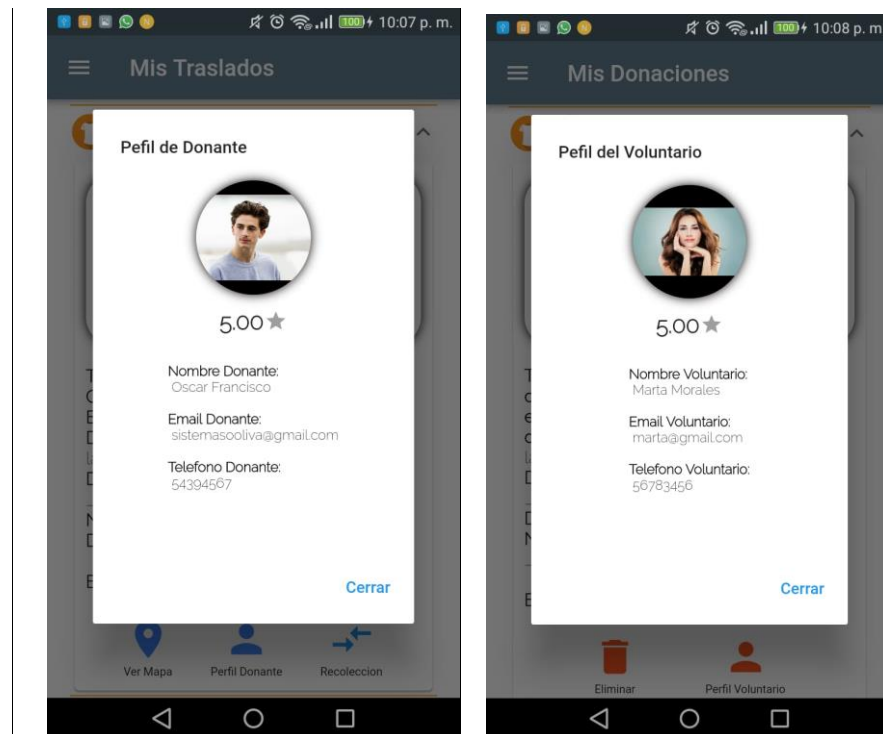 100 10:07 p. m.
Mis Traslados
Pefil de Donante
5.00
Nombre Donante:
Oscar Francisco
Email Donante:
sistemasooliva@gmail.com
Telefono Donante:
54394567
Cerrar
Ver Mapa Perfil Donante Recoleccion
100 10:08 p. m
Mis Donaciones
Pefil del Voluntario
5.00
Nombre Voluntario:
Marta Morales
Email Voluntario:
marta@gmail.com
Telefono Voluntario:
56783456
Cerrar
Eliminar Perfil Voluntario